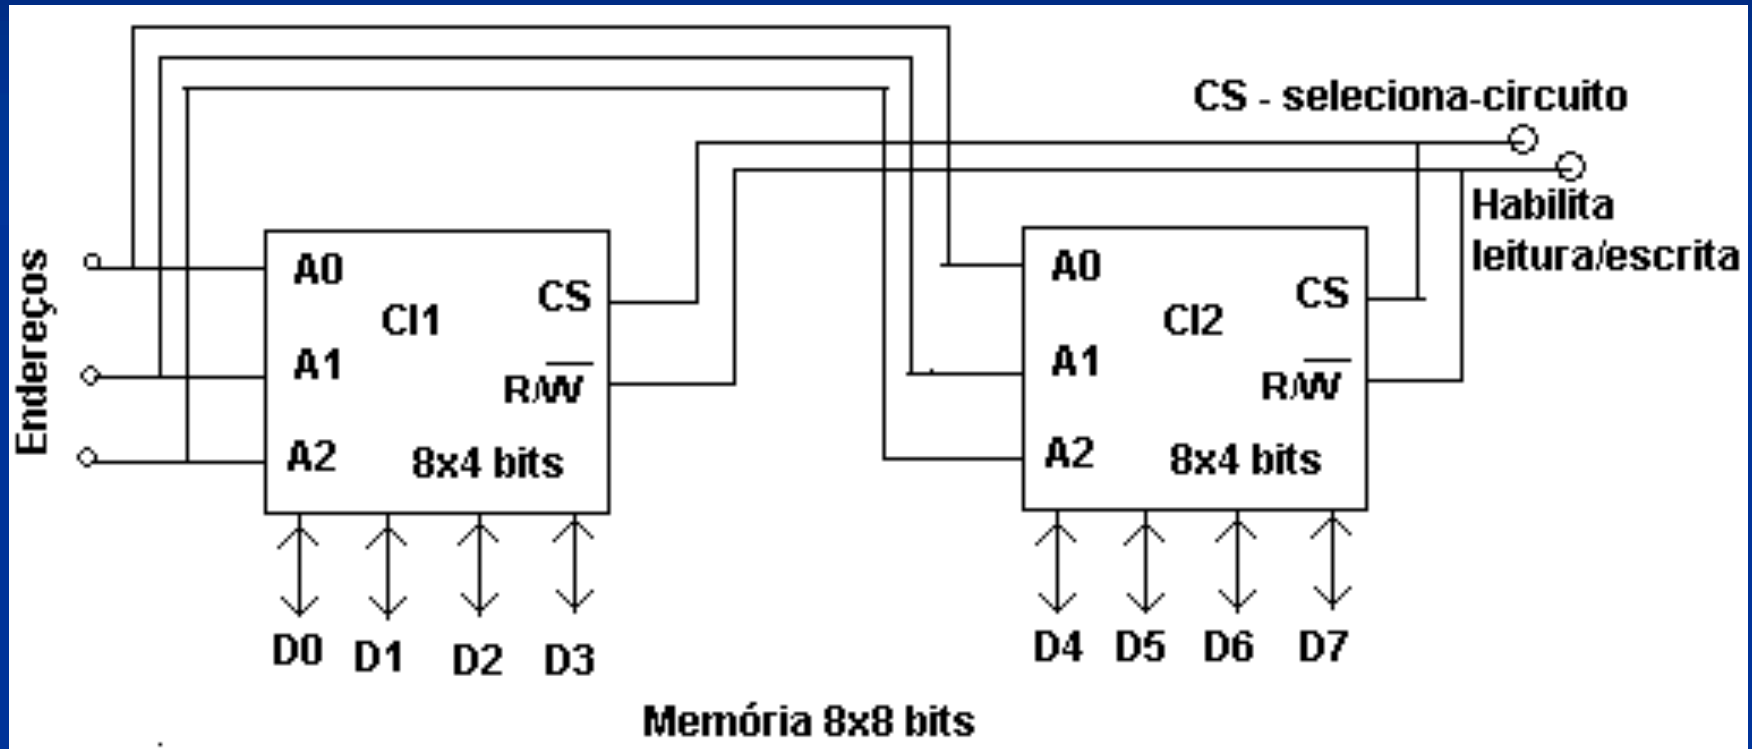 CS - seleciona-circuito
Habilita
leitura/escrita
Endereços
A0
CI1
CS
A1
R/W̅
A2
8x4 bits
A0
CI2
CS
A1
R/W̅
A2
8x4 bits
D0 D1 D2 D3
D4 D5 D6 D7
Memória 8x8 bits